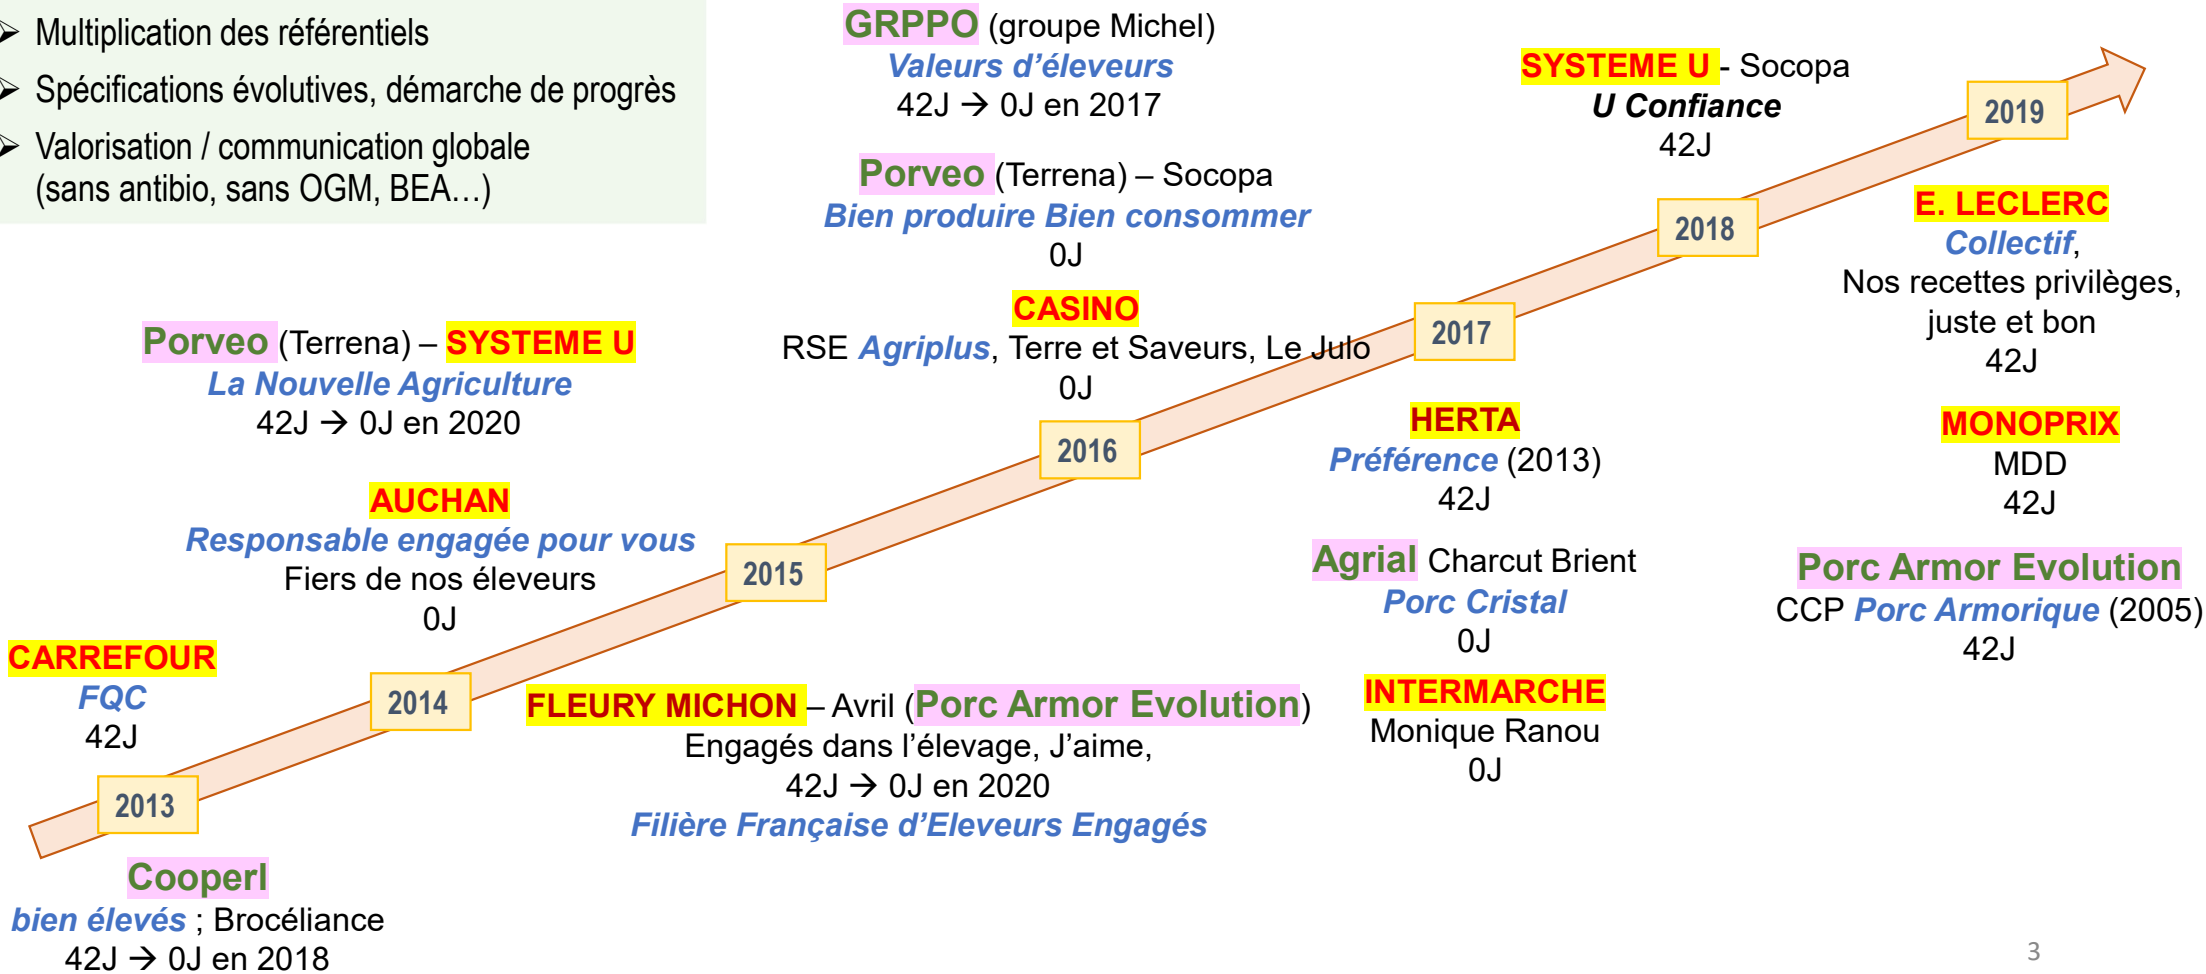 Multiplication des référentiels
Spécifications évolutives, démarche de progrès
Valorisation / communication globale
(sans antibio, sans OGM, BEA…)
GRPPO (groupe Michel)
Valeurs d’éleveurs
42J → 0J en 2017
Porveo (Terrena) – Socopa
Bien produire Bien consommer
0J
CASINO
RSE Agriplus, Terre et Saveurs, Le Julo
0J
SYSTEME U - Socopa
U Confiance
42J
2019
2018
2017
2016
2015
2014
2013
E. LECLERC
Collectif,
Nos recettes privilèges,
juste et bon
42J
MONOPRIX
MDD
42J
Porc Armor Evolution
CCP Porc Armorique (2005)
42J
Porveo (Terrena) – SYSTEME U
La Nouvelle Agriculture
42J → 0J en 2020
AUCHAN
Responsable engagée pour vous
Fiers de nos éleveurs
0J
HERTA
Préférence (2013)
42J
Agrial Charcut Brient
Porc Cristal
0J
INTERMARCHE
Monique Ranou
0J
CARREFOUR
FQC
42J
FLEURY MICHON – Avril (Porc Armor Evolution)
Engagés dans l’élevage, J’aime,
42J → 0J en 2020
Filière Française d’Eleveurs Engagés
Cooperl
bien élevés ; Brocéliance
42J → 0J en 2018
3